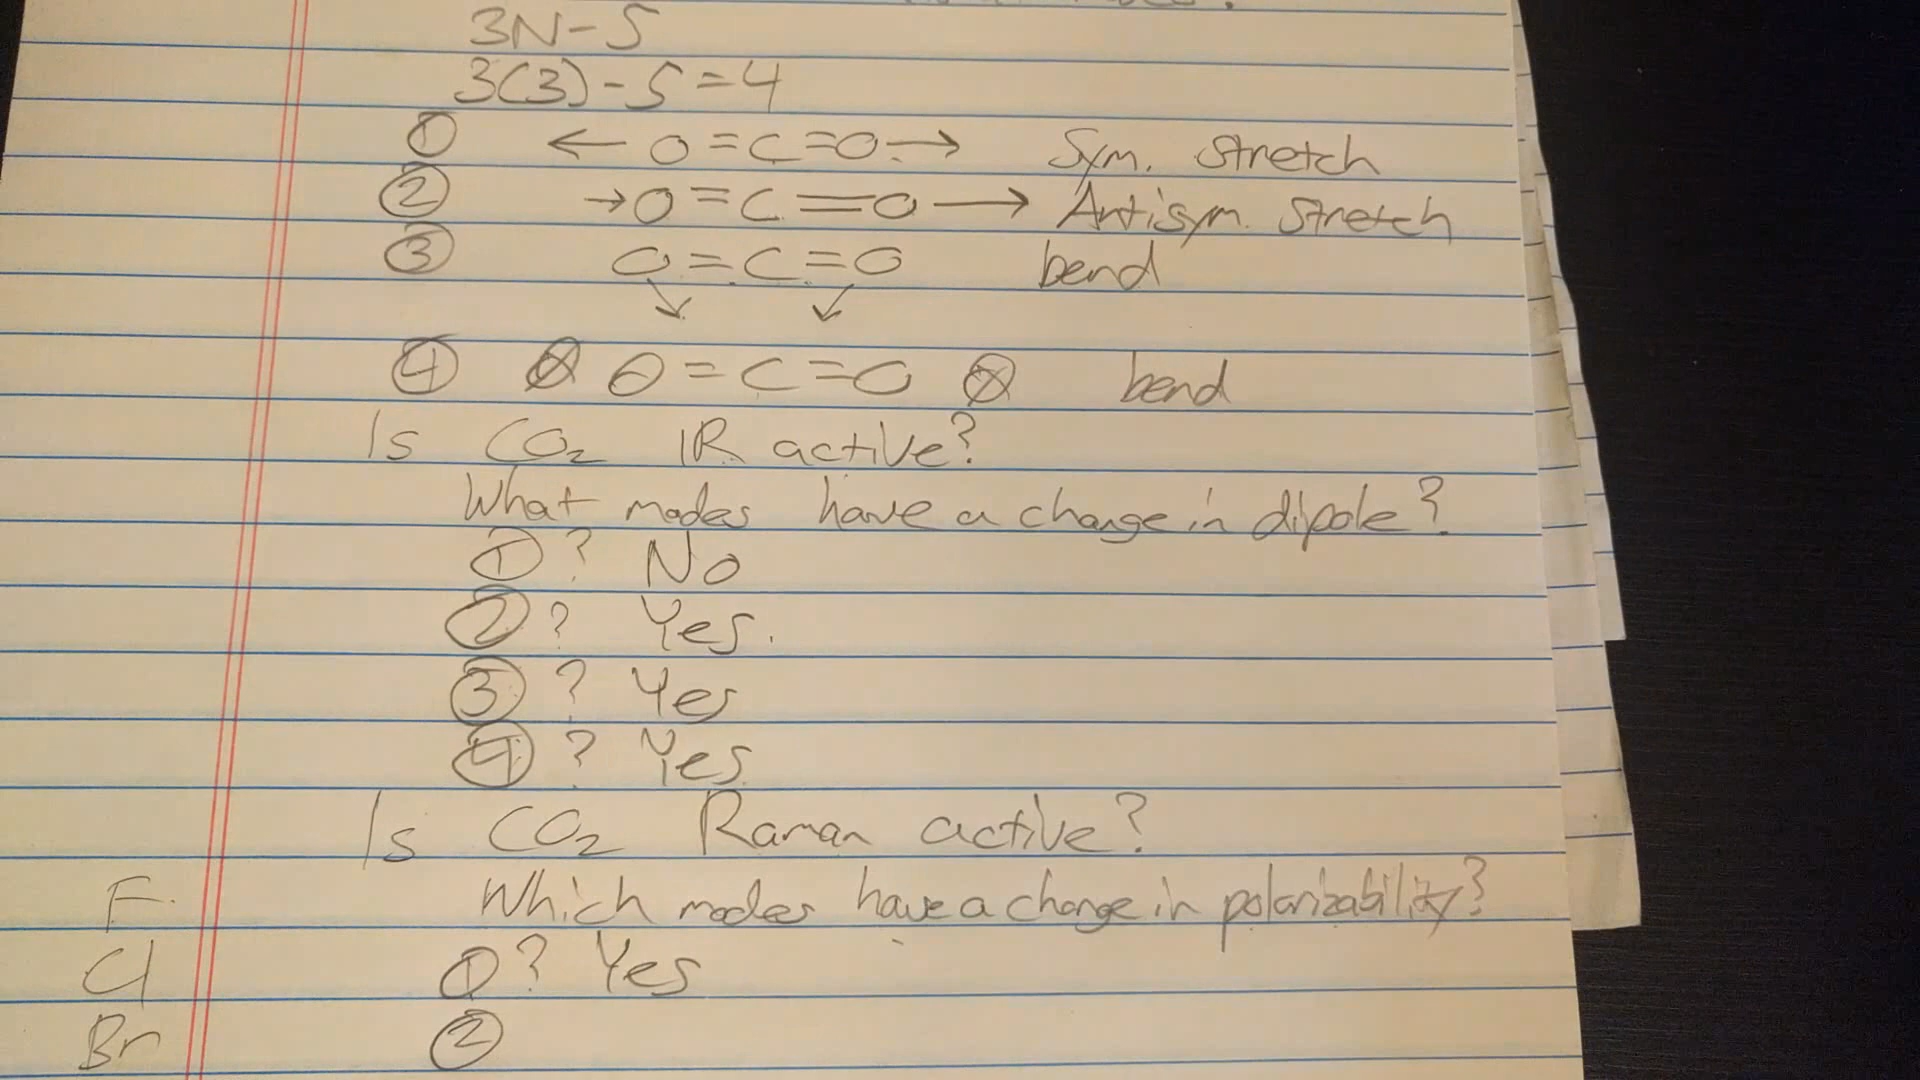 3N-5
3(3)-5=4
① ← O=C=O → Sym. stretch
② → O=C=O → Antisym. stretch
③ O=C=O bend
↘ ↙
④ ⊗ O=C=O ⊗ bend
Is CO₂ IR active?
What modes have a change in dipole?
①? No
②? Yes.
③? Yes
④? Yes
Is CO₂ Raman active?
F Which modes have a change in polarizability?
Cl ①? Yes
Br ②